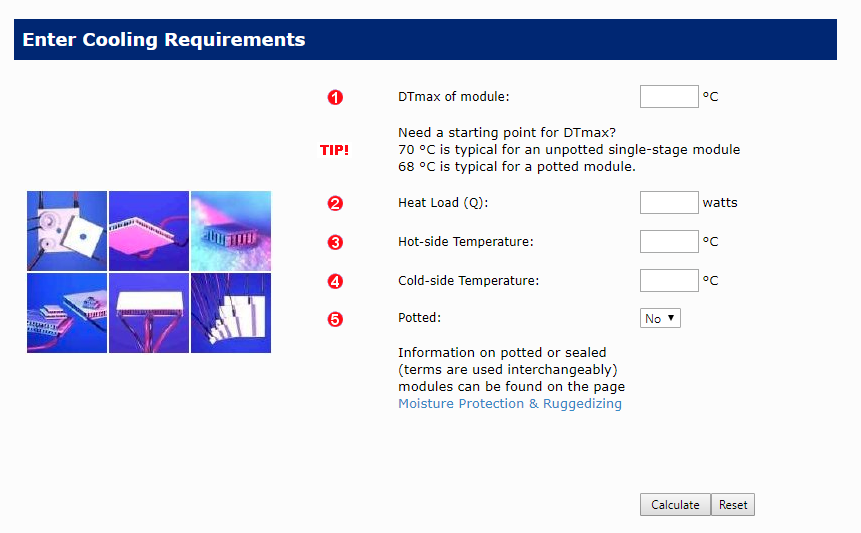 Enter Cooling Requirements
1 DTmax of module: °C
TIP! Need a starting point for DTmax?
70 °C is typical for an unpotted single-stage module
68 °C is typical for a potted module.
2 Heat Load (Q): watts
3 Hot-side Temperature: °C
4 Cold-side Temperature: °C
5 Potted: No
Information on potted or sealed
(terms are used interchangeably)
modules can be found on the page
Moisture Protection & Ruggedizing
Calculate Reset